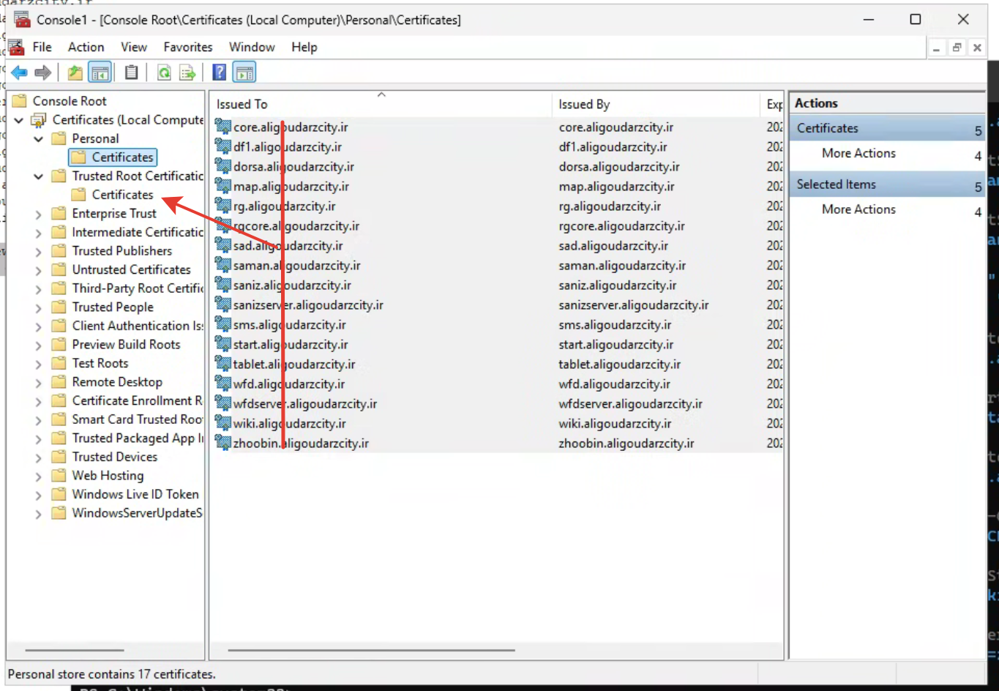 Console1 - [Console Root\Certificates (Local Computer)\Personal\Certificates]
File Action View Favorites Window Help
Console Root
Certificates (Local Compute
Personal
Certificates
Trusted Root Certificatic
Certificates
Enterprise Trust
Intermediate Certificatic
Trusted Publishers
Untrusted Certificates
Third-Party Root Certific
Trusted People
Client Authentication Is
Preview Build Roots
Test Roots
Remote Desktop
Certificate Enrollment R
Smart Card Trusted Roo
Trusted Packaged App I
Trusted Devices
Web Hosting
Windows Live ID Token
WindowsServerUpdateS
Issued To Issued By Exp
core.aligoudarzcity.ir core.aligoudarzcity.ir 202
df1.aligoudarzcity.ir df1.aligoudarzcity.ir 202
dorsa.aligoudarzcity.ir dorsa.aligoudarzcity.ir 202
map.aligoudarzcity.ir map.aligoudarzcity.ir 202
rg.aligoudarzcity.ir rg.aligoudarzcity.ir 202
rgcore.aligoudarzcity.ir rgcore.aligoudarzcity.ir 202
sad.aligoudarzcity.ir sad.aligoudarzcity.ir 202
saman.aligoudarzcity.ir saman.aligoudarzcity.ir 202
saniz.aligoudarzcity.ir saniz.aligoudarzcity.ir 202
sanizserver.aligoudarzcity.ir sanizserver.aligoudarzcity.ir 202
sms.aligoudarzcity.ir sms.aligoudarzcity.ir 202
start.aligoudarzcity.ir start.aligoudarzcity.ir 202
tablet.aligoudarzcity.ir tablet.aligoudarzcity.ir 202
wfd.aligoudarzcity.ir wfd.aligoudarzcity.ir 202
wfdserver.aligoudarzcity.ir wfdserver.aligoudarzcity.ir 202
wiki.aligoudarzcity.ir wiki.aligoudarzcity.ir 202
zhoobin.aligoudarzcity.ir zhoobin.aligoudarzcity.ir 202
Actions
Certificates 5
More Actions 4
Selected Items 5
More Actions 4
Personal store contains 17 certificates.